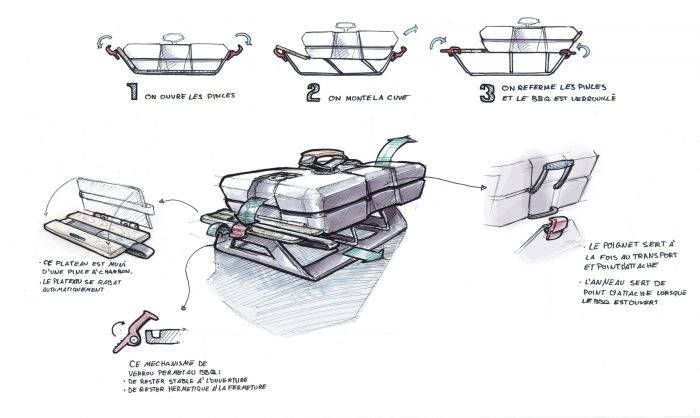 1 ON OUVRE LES PINCES
2 ON MONTE LA CUVE
3 ON REFERME LES PINCES
ET LE BBQ EST VERROUILLÉ
• CE PLATEAU EST MUNI
D'UNE PINCE À CHARBON.
• LE PLATEAU SE RABAT
AUTOMATIQUEMENT
• LE POIGNET SERT À
LA FOIS AU TRANSPORT
ET POINT D'ATTACHE
• L'ANNEAU SERT DE
POINT D'ATTACHE LORSQUE
LE BBQ EST OUVERT
CE MECHANISME DE
VERROU PERMET AU BBQ:
• DE RESTER STABLE À L'OUVERTURE
• DE RESTER HERMETIQUE À LA FERMETURE